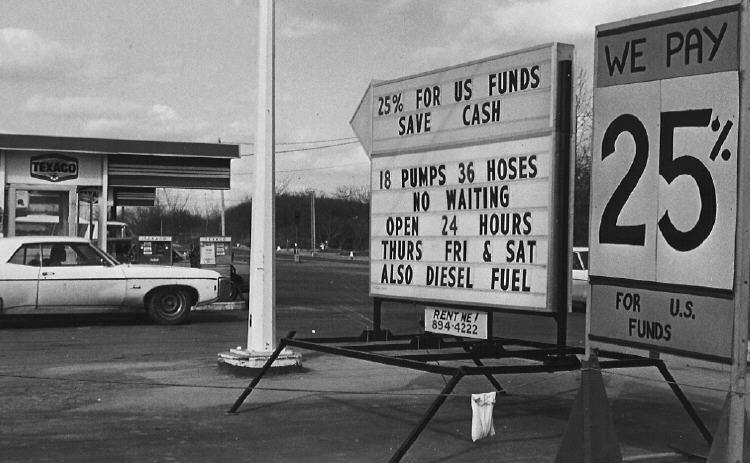 TEXACO
25% FOR US FUNDS
SAVE CASH
18 PUMPS 36 HOSES
NO WAITING
OPEN 24 HOURS
THURS FRI & SAT
ALSO DIESEL FUEL
RENT ME!
894-4222
WE PAY
25%
FOR U.S.
FUNDS